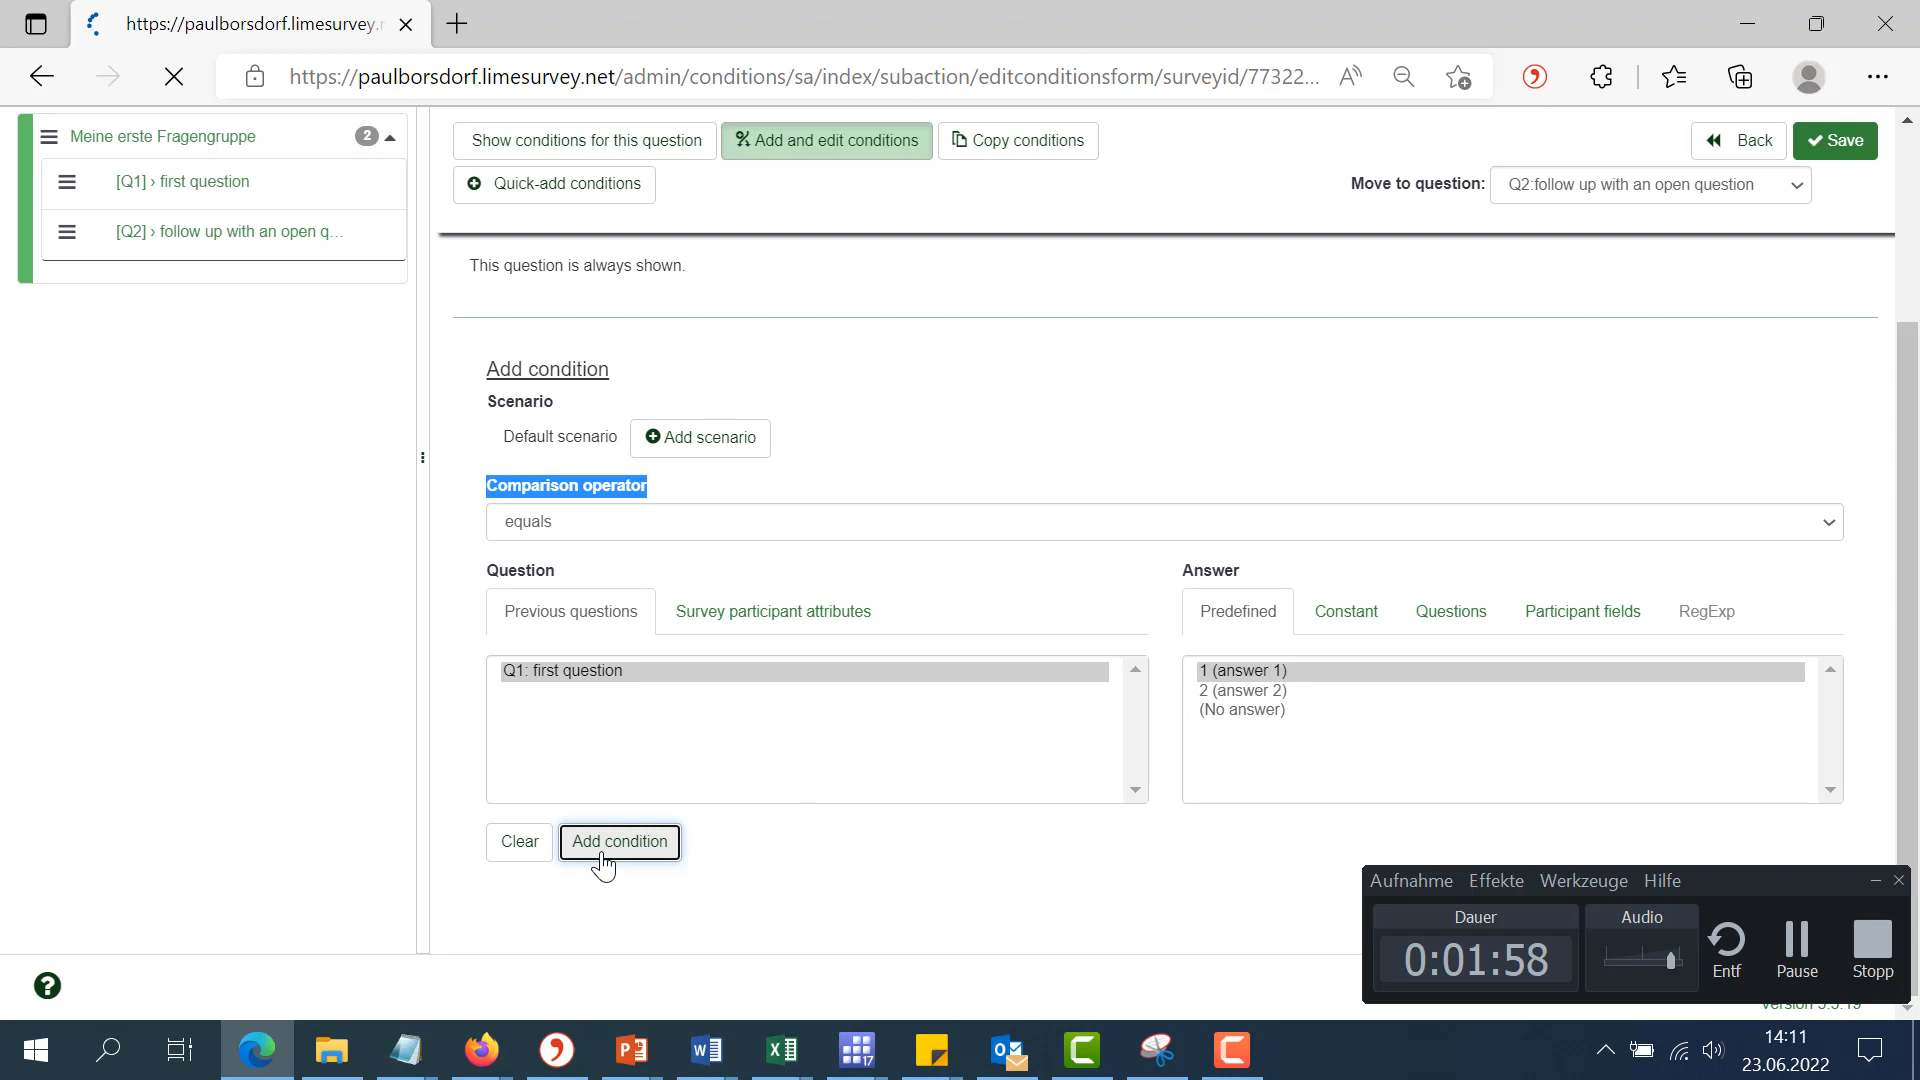 https://paulborsdorf.limesurvey.r
https://paulborsdorf.limesurvey.net/admin/conditions/sa/index/subaction/editconditionsform/surveyid/77322...
Meine erste Fragengruppe 2
[Q1] › first question
[Q2] › follow up with an open q...
Show conditions for this question Add and edit conditions Copy conditions Back Save
Quick-add conditions Move to question: Q2:follow up with an open question
This question is always shown.
Add condition
Scenario
Default scenario Add scenario
Comparison operator
equals
Question Answer
Previous questions Survey participant attributes Predefined Constant Questions Participant fields RegExp
Q1: first question 1 (answer 1)
2 (answer 2)
(No answer)
Clear Add condition
Aufnahme Effekte Werkzeuge Hilfe
Dauer Audio
0:01:58
Entf Pause Stopp
14:11
23.06.2022